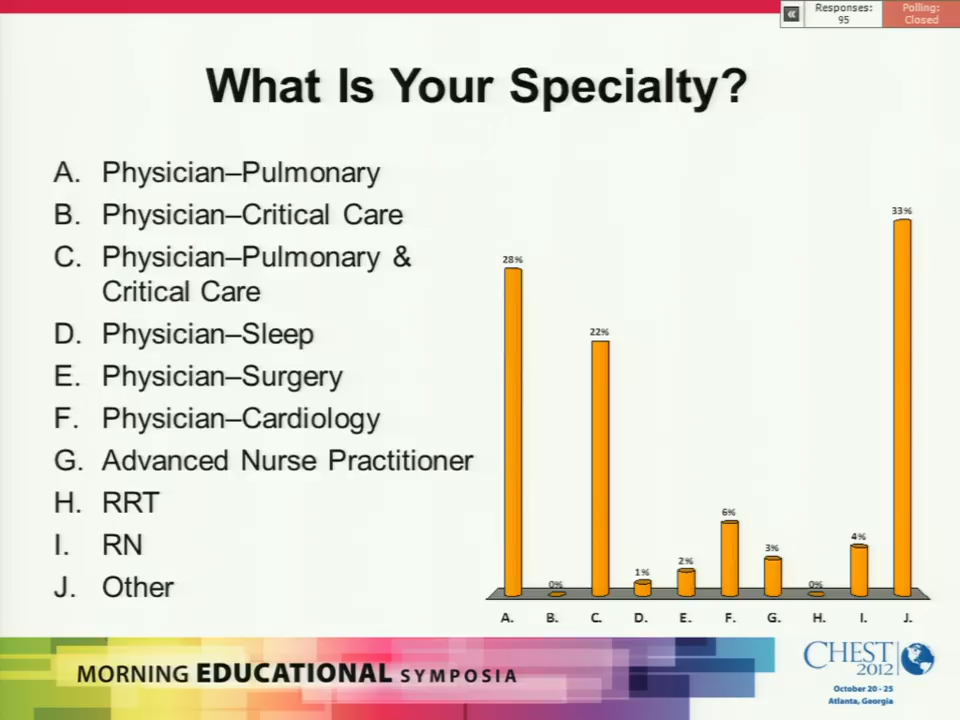 Responses:
95
Polling:
Closed
What Is Your Specialty?
A. Physician–Pulmonary
B. Physician–Critical Care
C. Physician–Pulmonary &
Critical Care
D. Physician–Sleep
E. Physician–Surgery
F. Physician–Cardiology
G. Advanced Nurse Practitioner
H. RRT
I. RN
J. Other
28% 0% 22% 1% 2% 6% 3% 0% 4% 33%
A. B. C. D. E. F. G. H. I. J.
MORNING EDUCATIONAL SYMPOSIA
CHEST
2012
October 20 - 25
Atlanta, Georgia